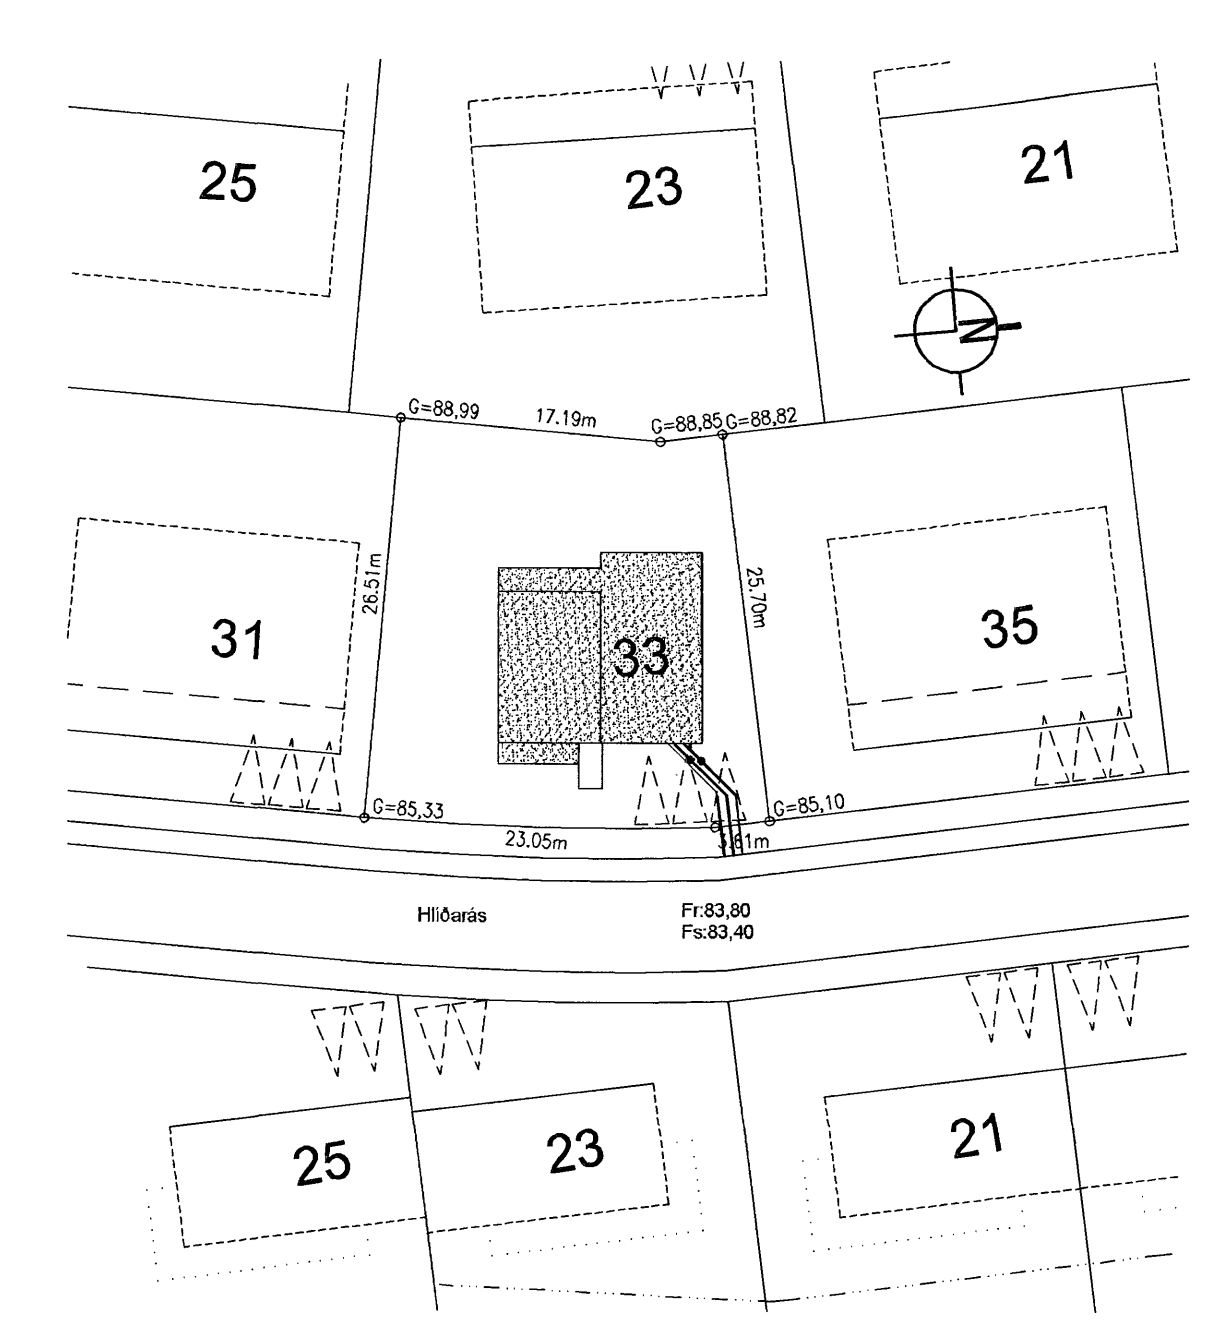 25
23
21
N
G=88,99
17.19m
G=88,85
G=88,82
26.51m
25.70m
31
33
35
G=85,33
G=85,10
23.05m
3.61m
Hlíðarás
Fr:83,80
Fs:83,40
25
23
21